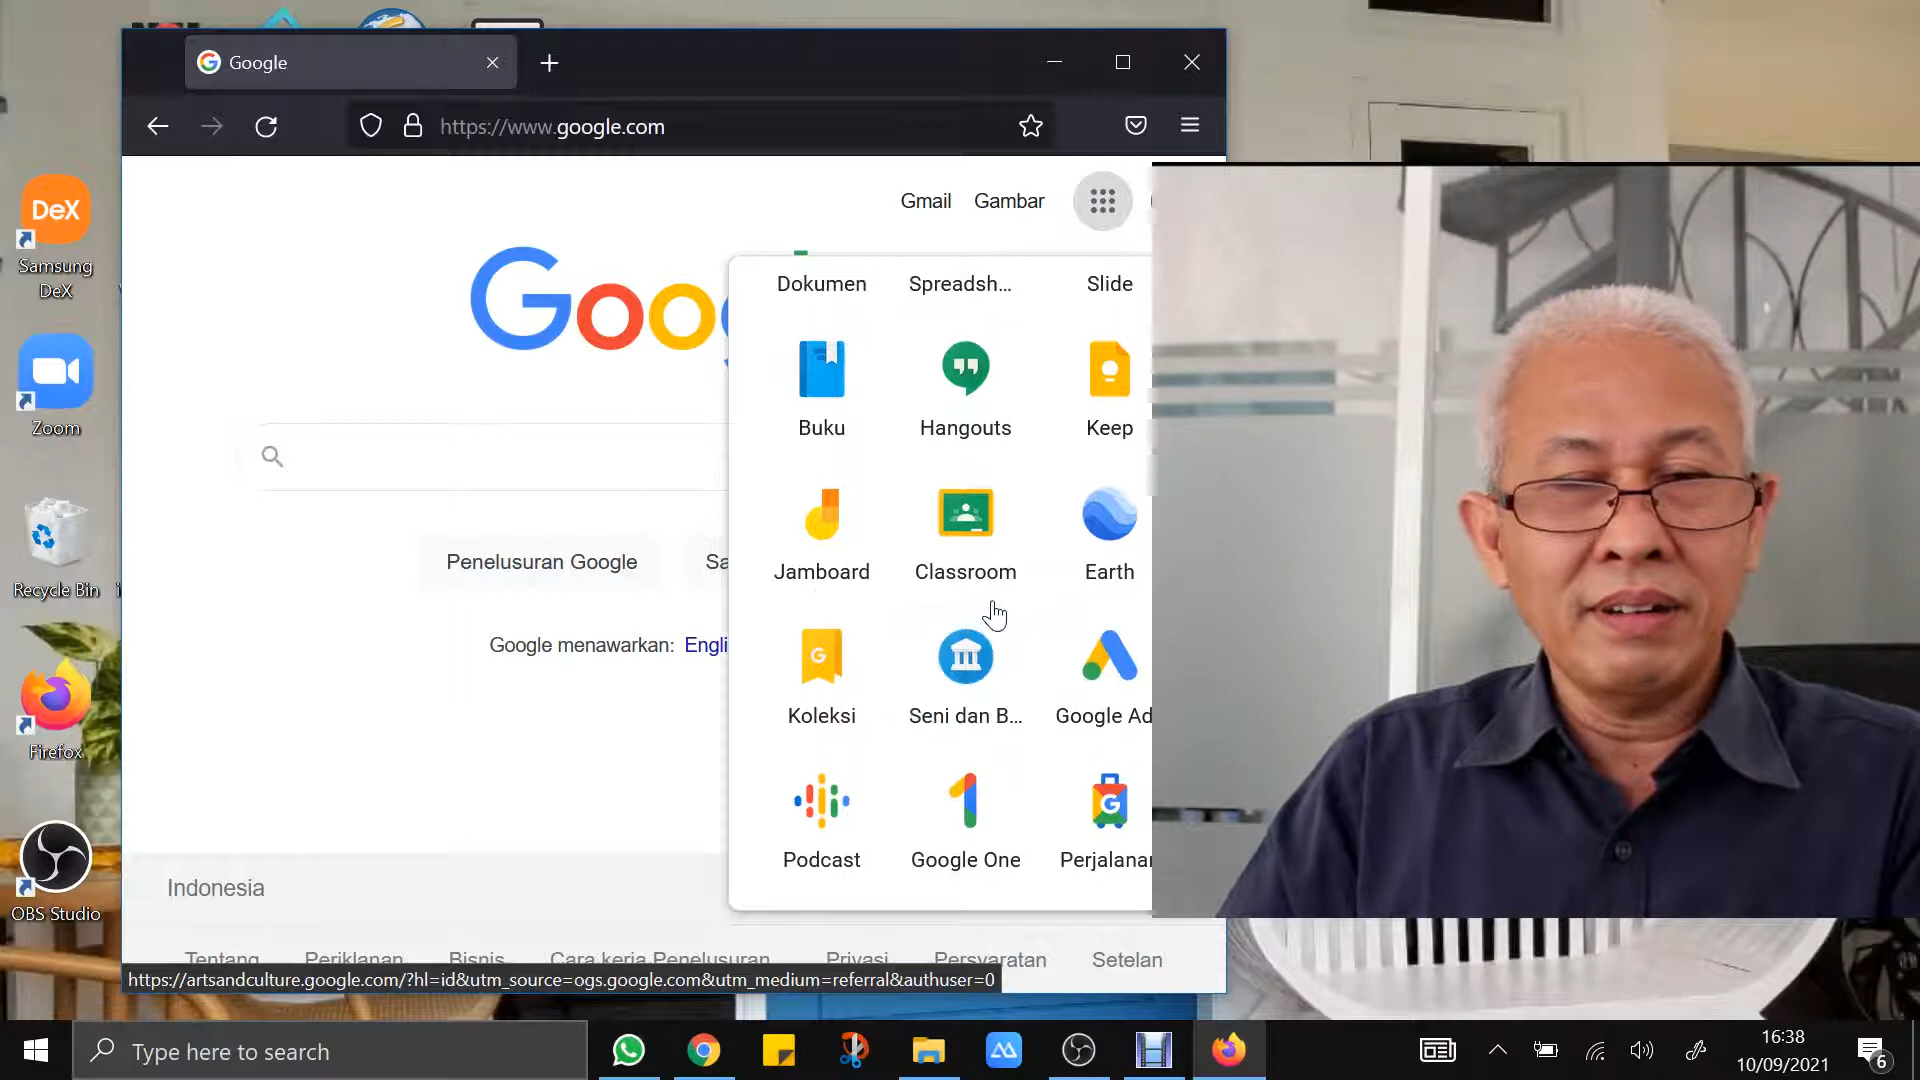 Google
https://www.google.com
Gmail Gambar
Goo
Dokumen Spreadsh... Slide
Buku Hangouts Keep
Jamboard Classroom Earth
Penelusuran Google Sa
Google menawarkan: Engli
Koleksi Seni dan B... Google Ad
Podcast Google One Perjalanan
Indonesia
Tentang Periklanan Bisnis Cara kerja Penelusuran Privasi Persyaratan Setelan
https://artsandculture.google.com/?hl=id&utm_source=ogs.google.com&utm_medium=referral&authuser=0
DeX
Samsung
DeX
Zoom
Recycle Bin
Firefox
OBS Studio
Type here to search
16:38
10/09/2021
6